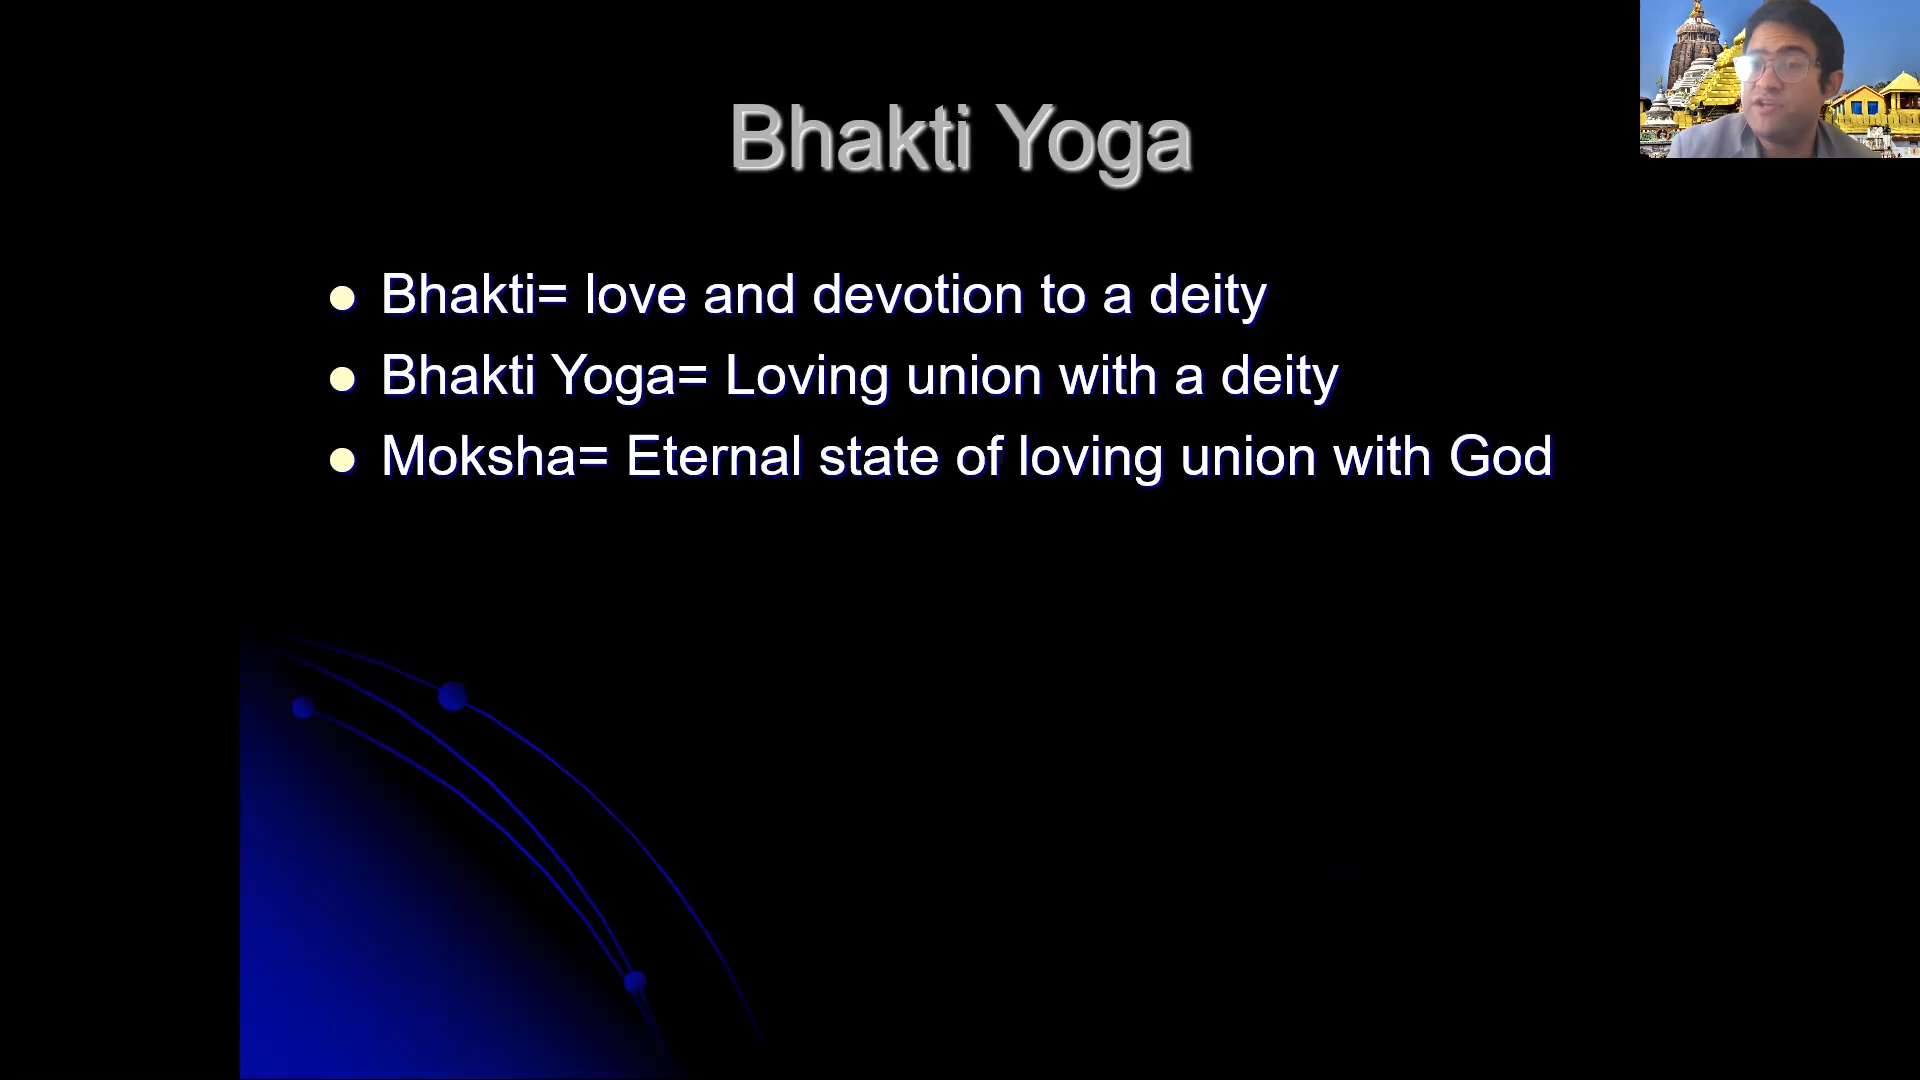 Bhakti Yoga
Bhakti= love and devotion to a deity
Bhakti Yoga= Loving union with a deity
Moksha= Eternal state of loving union with God